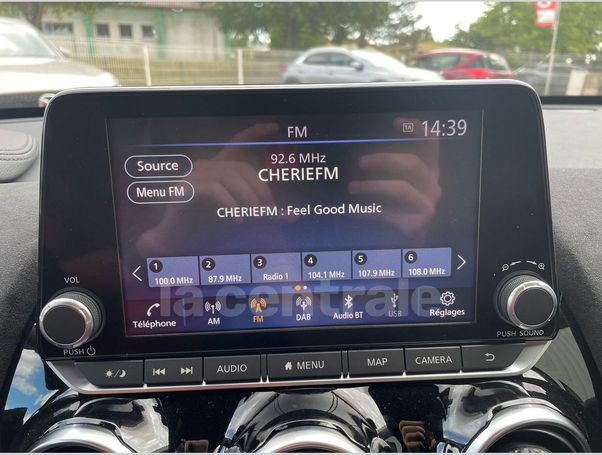 FM
TA 14:39
Source
92.6 MHz
CHERIEFM
Menu FM
CHERIEFM : Feel Good Music
1 2 3 4 5 6
100.0 MHz 87.9 MHz Radio 1 104.1 MHz 107.9 MHz 108.0 MHz
la centrale
Téléphone AM FM DAB Audio BT USB Réglages
VOL
PUSH
PUSH SOUND
AUDIO MENU MAP CAMERA